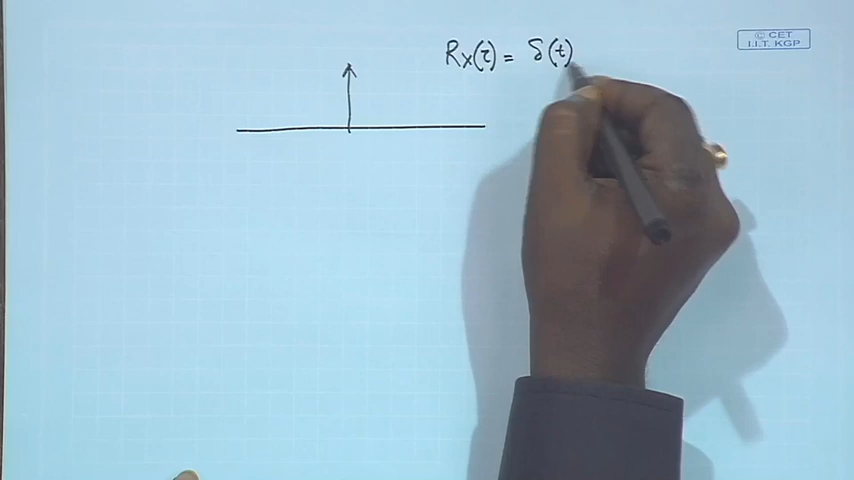 Rx(τ) = δ(t)
© CET
I.I.T. KGP